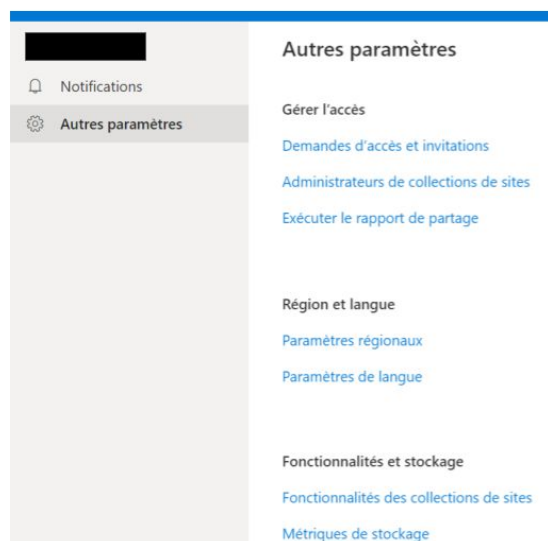 Notifications
Autres paramètres
Autres paramètres
Gérer l'accès
Demandes d'accès et invitations
Administrateurs de collections de sites
Exécuter le rapport de partage
Région et langue
Paramètres régionaux
Paramètres de langue
Fonctionnalités et stockage
Fonctionnalités des collections de sites
Métriques de stockage